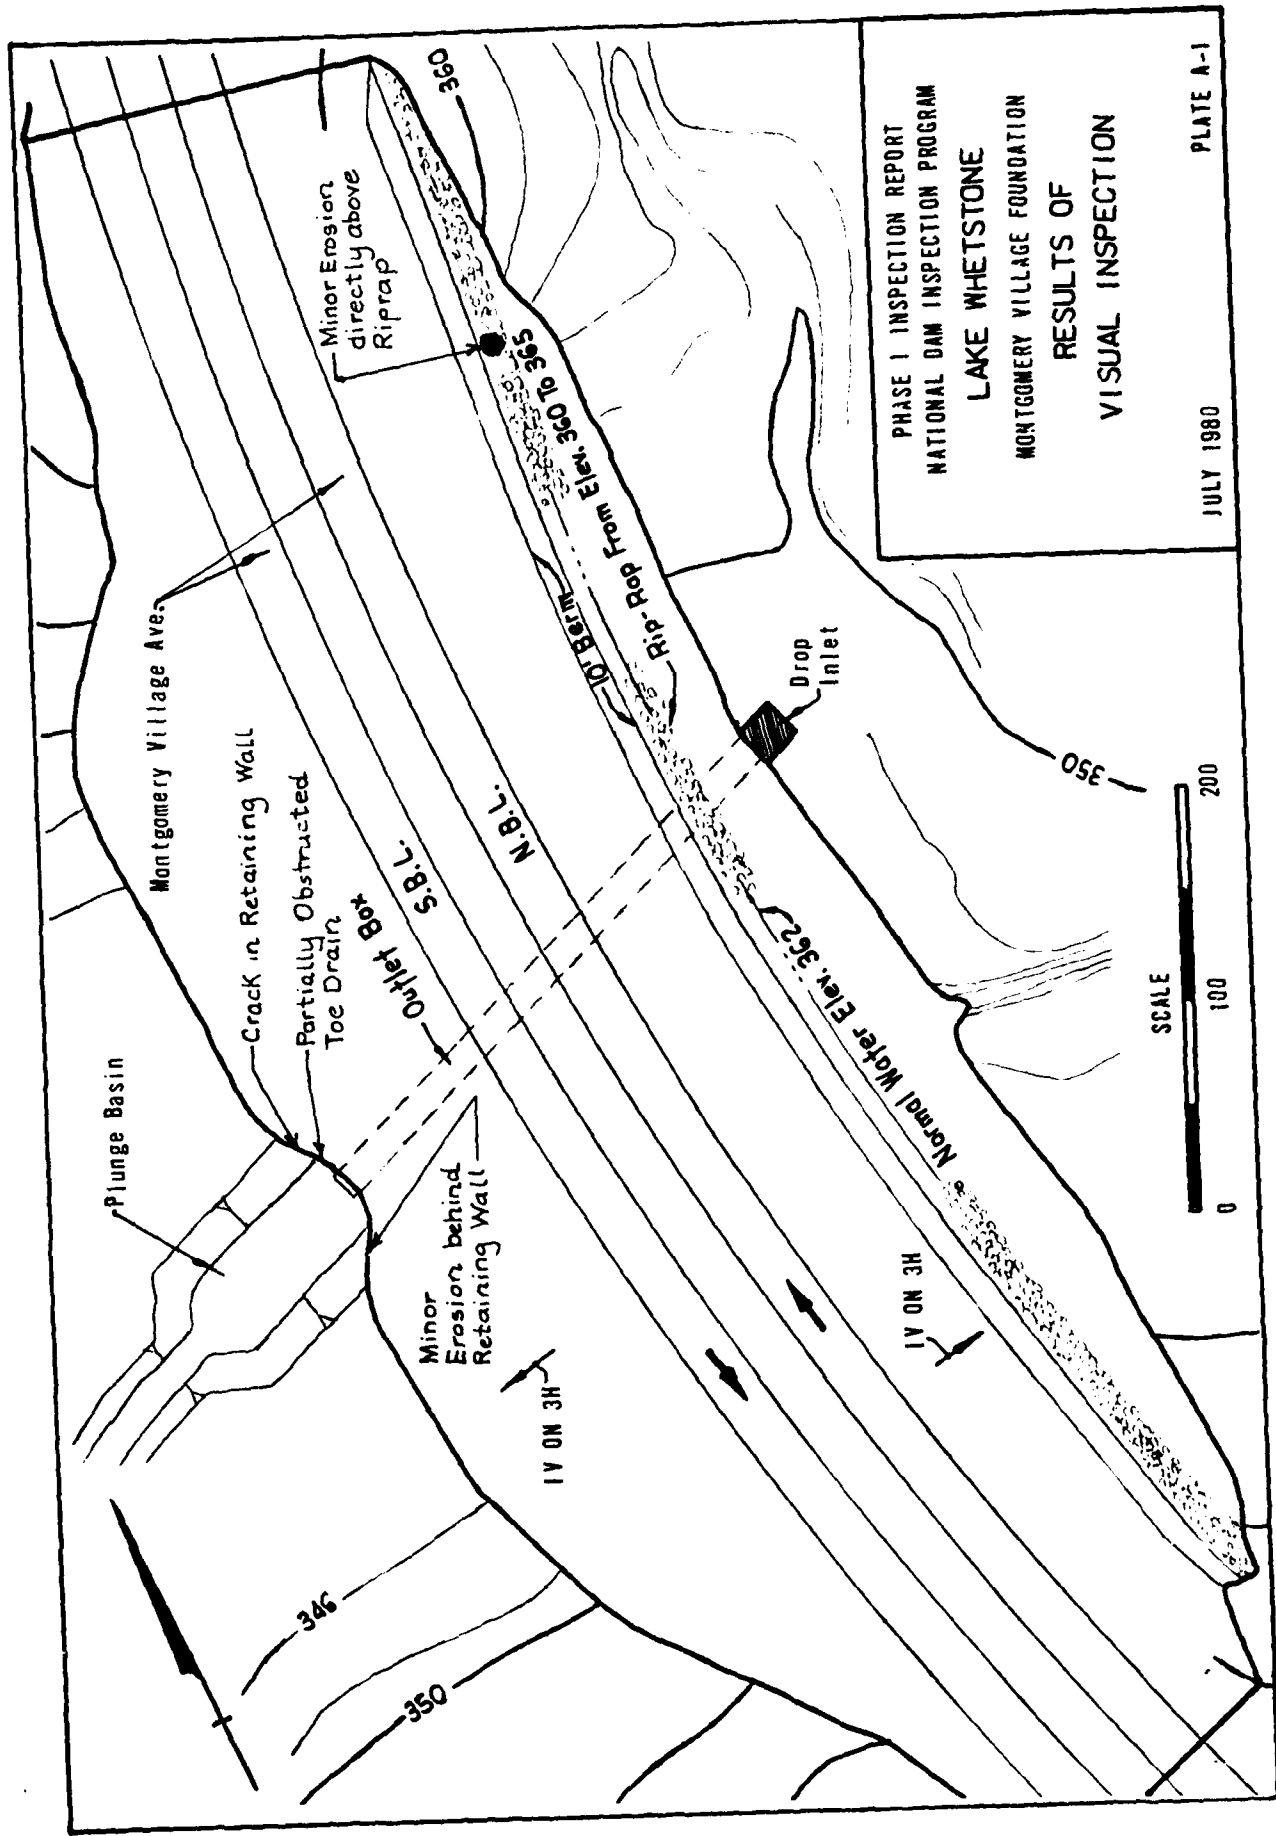 Plunge Basin
Crack in Retaining Wall
Partially Obstructed
Toe Drain
Montgomery Village Ave.
Minor Erosion
directly above
Riprap
360
Outlet Box
S.B.L.
N.B.L.
10' Berm
Rip-Rap From Elev. 360 To 365
Minor
Erosion behind
Retaining Wall
346
350
1V ON 3H
1V ON 3H
Normal Water Elev. 362
Drop
Inlet
350
SCALE
0 100 200
PHASE I INSPECTION REPORT
NATIONAL DAM INSPECTION PROGRAM
LAKE WHETSTONE
MONTGOMERY VILLAGE FOUNDATION
RESULTS OF
VISUAL INSPECTION
JULY 1980 PLATE A-1